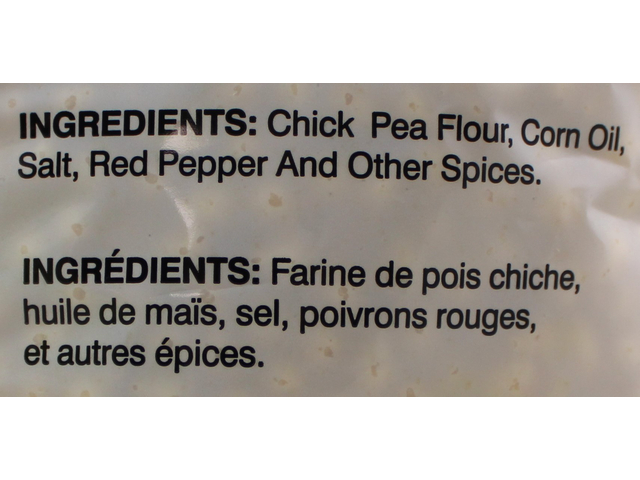 INGREDIENTS: Chick Pea Flour, Corn Oil,
Salt, Red Pepper And Other Spices.
INGRÉDIENTS: Farine de pois chiche,
huile de maïs, sel, poivrons rouges,
et autres épices.